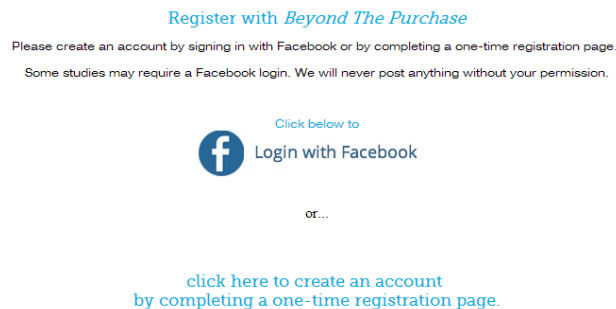 Register with Beyond The Purchase
Please create an account by signing in with Facebook or by completing a one-time registration page.
Some studies may require a Facebook login. We will never post anything without your permission.
Click below to
f Login with Facebook
or...
click here to create an account
by completing a one-time registration page.